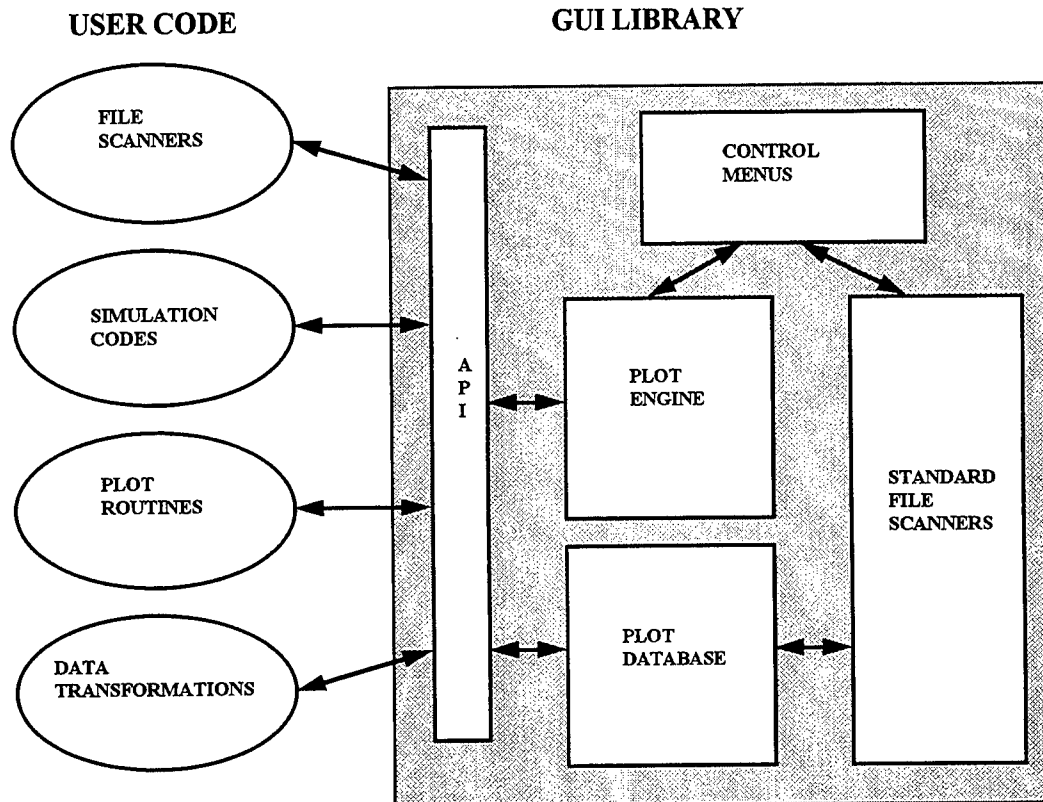 USER CODE
GUI LIBRARY
FILE
SCANNERS
SIMULATION
CODES
PLOT
ROUTINES
DATA
TRANSFORMATIONS
A
P
I
CONTROL
MENUS
PLOT
ENGINE
PLOT
DATABASE
STANDARD
FILE
SCANNERS